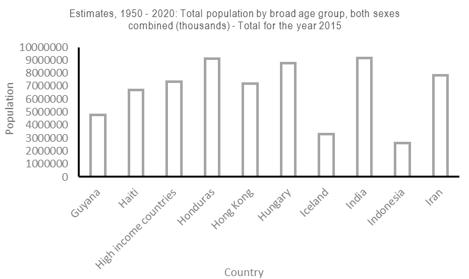 Estimates, 1950 - 2020: Total population by broad age group, both sexes
combined (thousands) - Total for the year 2015
10000000
9000000
8000000
7000000
6000000
5000000
4000000
3000000
2000000
1000000
0
Population
Guyana
Haiti
High income countries
Honduras
Hong Kong
Hungary
Iceland
India
Indonesia
Iran
Country